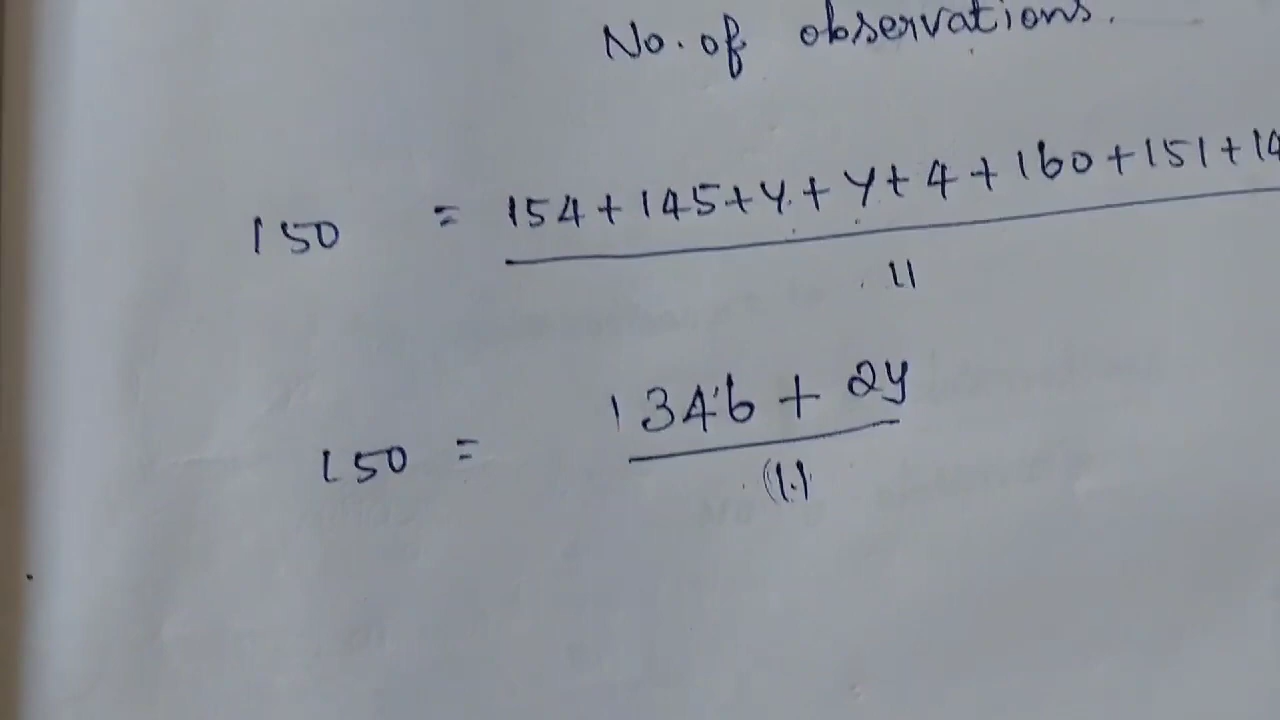 No. of observations.
150 = 154 + 145 + y + y + 4 + 160 + 151 + 14
11
150 = 1346 + 2y
11